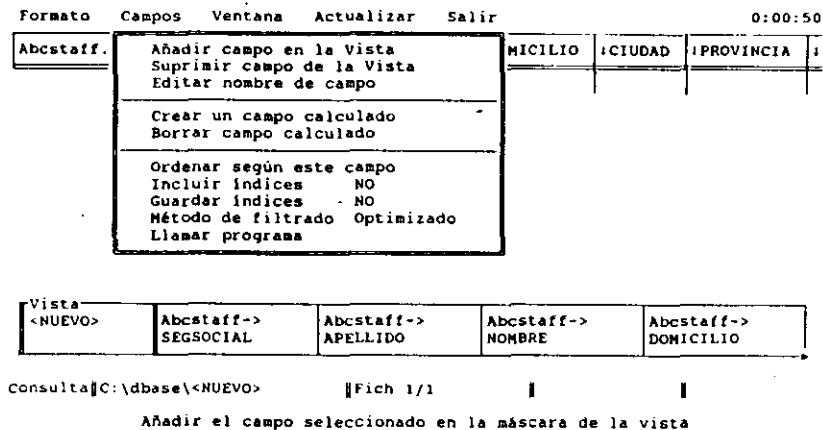 Formato Campos Ventana Actualizar Salir 0:00:50
Abcstaff. MICILIO ↓CIUDAD ↓PROVINCIA ↓
Añadir campo en la Vista
Suprimir campo de la Vista
Editar nombre de campo
Crear un campo calculado
Borrar campo calculado
Ordenar según este campo
Incluir índices NO
Guardar índices NO
Método de filtrado Optimizado
Llamar programa
Vista
<NUEVO> Abcstaff-> Abcstaff-> Abcstaff-> Abcstaff->
SEGSOCIAL APELLIDO NOMBRE DOMICILIO
Consulta C:\dbase\<NUEVO> Fich 1/1
Añadir el campo seleccionado en la máscara de la vista